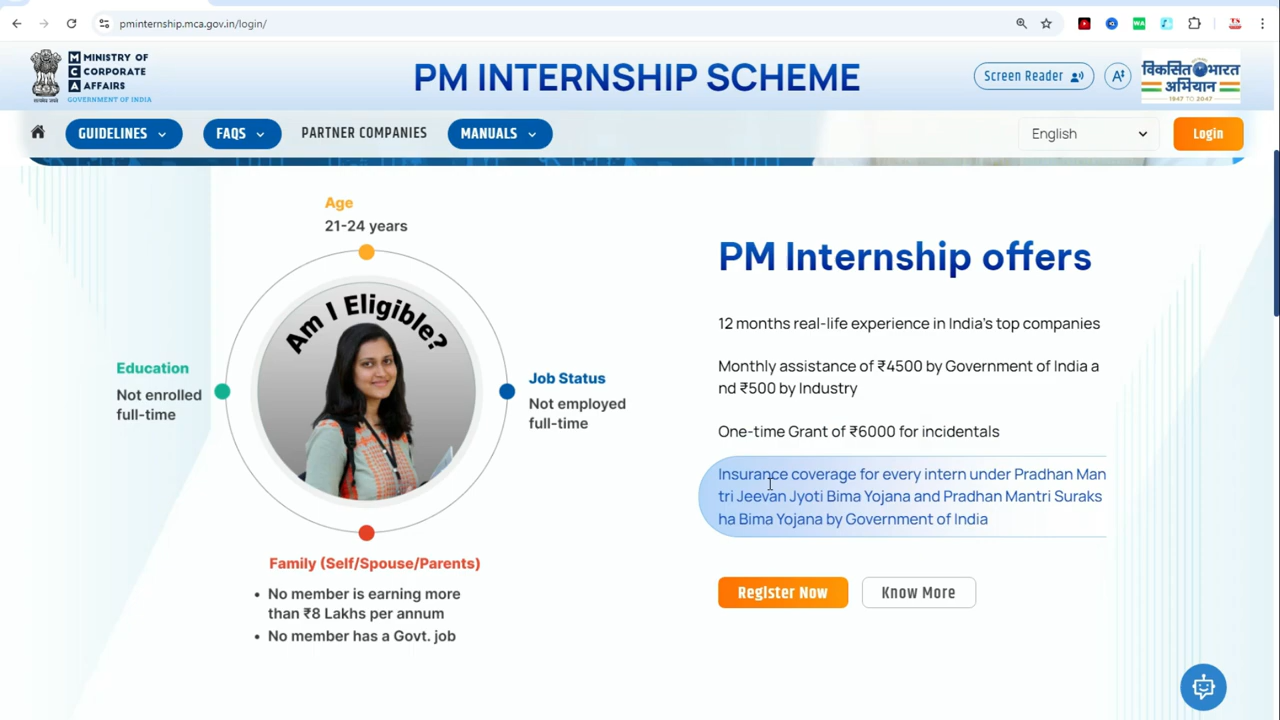 pminternship.mca.gov.in/login/
MINISTRY OF
CORPORATE
AFFAIRS
GOVERNMENT OF INDIA
M
C
A
PM INTERNSHIP SCHEME
Screen Reader
A
विकसित भारत
अभियान
1947 TO 2047
GUIDELINES
FAQS
PARTNER COMPANIES
MANUALS
English
Login
Age
21-24 years
Am I Eligible?
Education
Not enrolled
full-time
Job Status
Not employed
full-time
Family (Self/Spouse/Parents)
• No member is earning more
than ₹8 Lakhs per annum
• No member has a Govt. job
PM Internship offers
12 months real-life experience in India's top companies
Monthly assistance of ₹4500 by Government of India a
nd ₹500 by Industry
One-time Grant of ₹6000 for incidentals
Insurance coverage for every intern under Pradhan Man
tri Jeevan Jyoti Bima Yojana and Pradhan Mantri Suraks
ha Bima Yojana by Government of India
Register Now
Know More